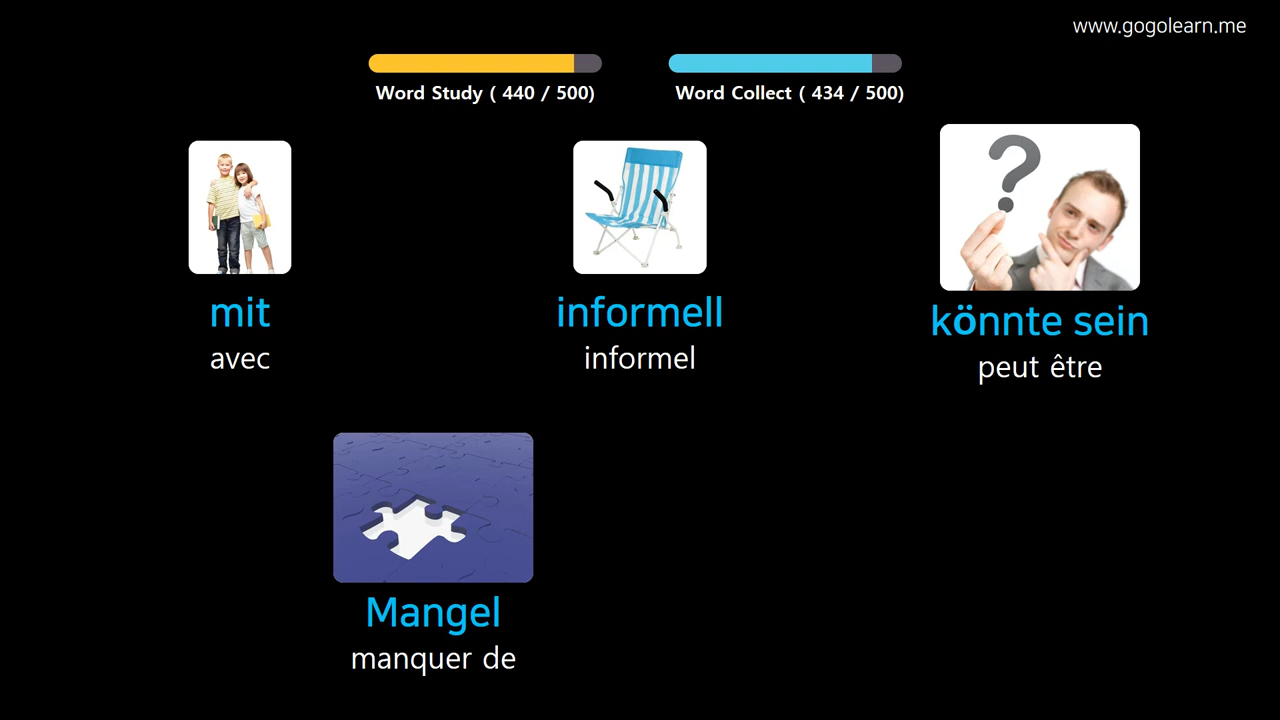 www.gogolearn.me
Word Study ( 440 / 500)
Word Collect ( 434 / 500)
mit
avec
informell
informel
könnte sein
peut être
Mangel
manquer de